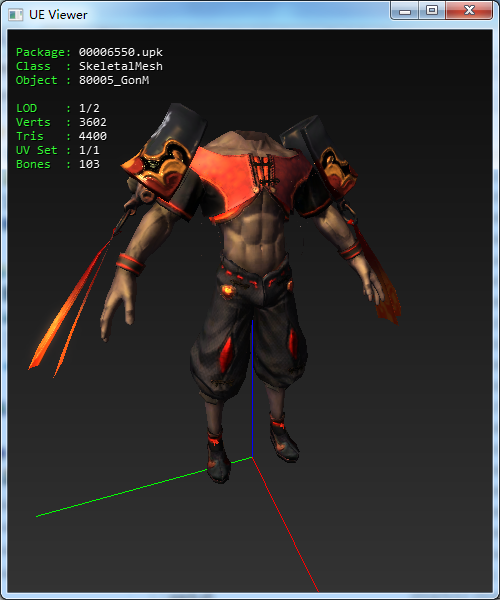 UE Viewer
Package: 00006550.upk
Class  : SkeletalMesh
Object : 80005_GonM
LOD    : 1/2
Verts  : 3602
Tris   : 4400
UV Set : 1/1
Bones  : 103